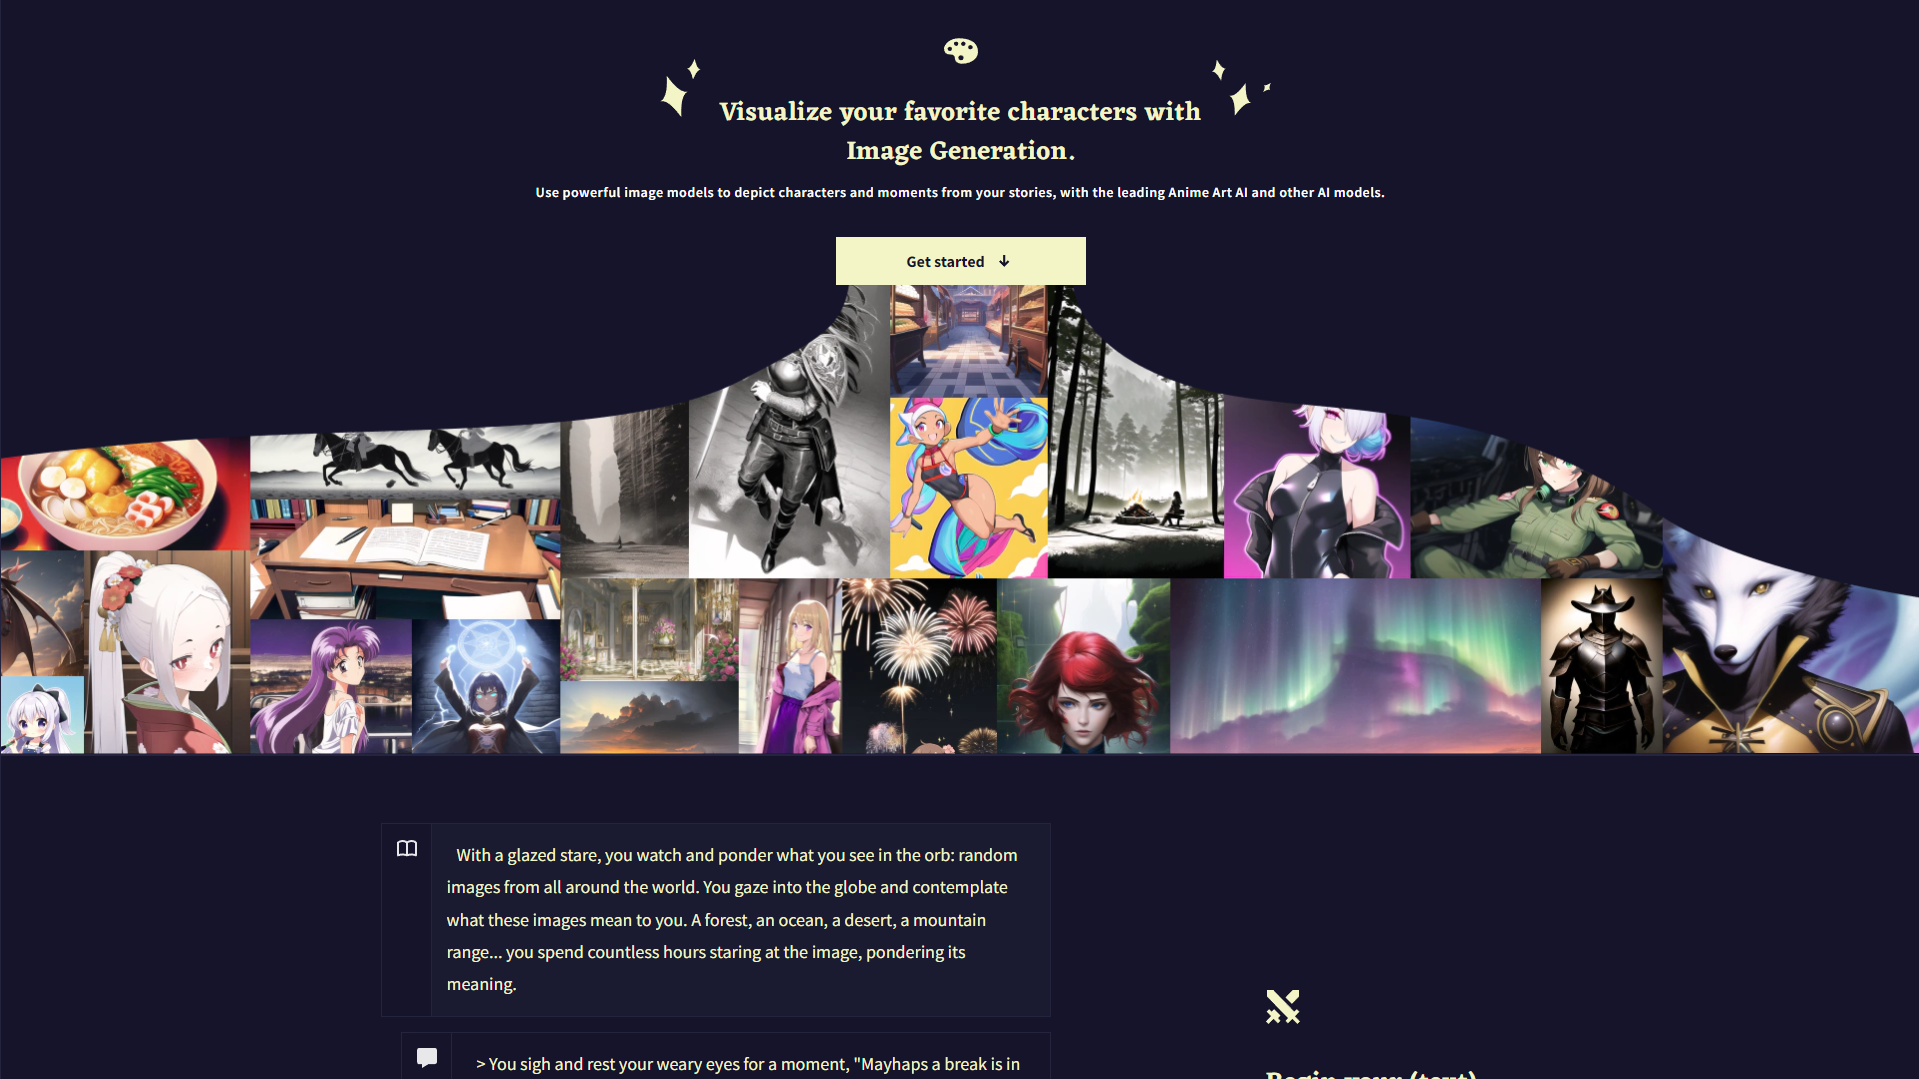 Visualize your favorite characters with
Image Generation.
Use powerful image models to depict characters and moments from your stories, with the leading Anime Art AI and other AI models.
Get started
With a glazed stare, you watch and ponder what you see in the orb: random
images from all around the world. You gaze into the globe and contemplate
what these images mean to you. A forest, an ocean, a desert, a mountain
range... you spend countless hours staring at the image, pondering its
meaning.
> You sigh and rest your weary eyes for a moment, "Mayhaps a break is in
Begin your (text)